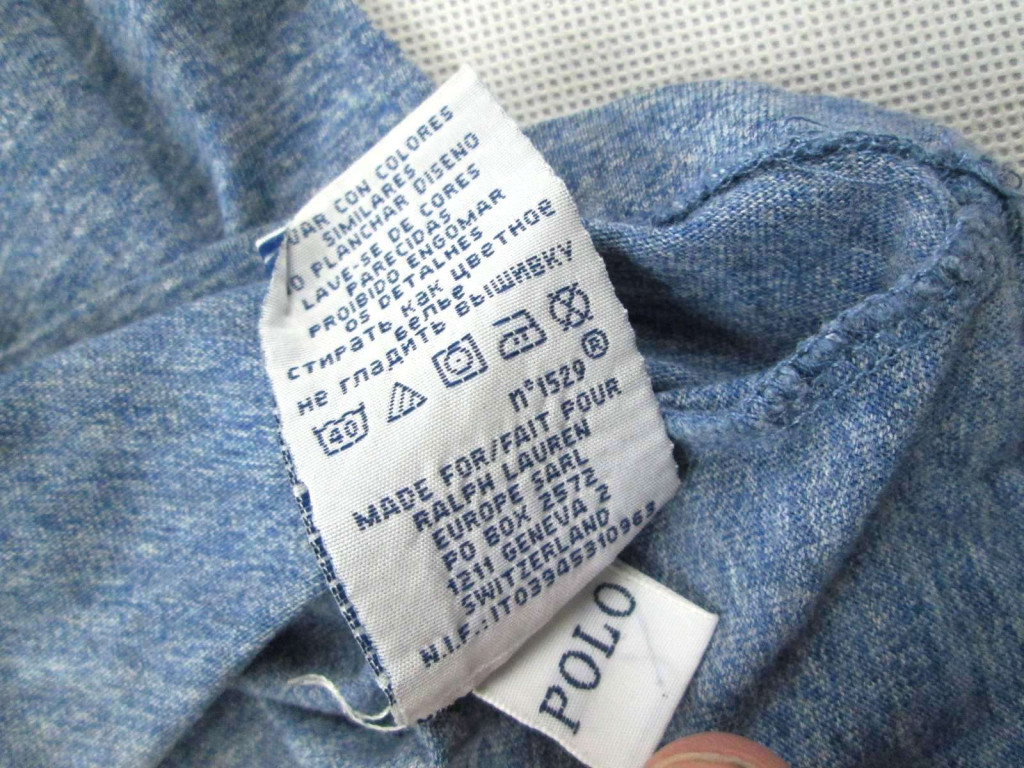 CON COLORES
SIMILARES
PLANCHAR DISENO
LAVE-SE DE CORES
PARECIDAS
PROIBIDO ENGOMAR
OS DETALHES
стирать как цветное
белье
не гладить вышивку
40
n°1529 ®
MADE FOR/FAIT POUR
RALPH LAUREN
EUROPE SARL
PO BOX 2572
1211 GENEVA 2
SWITZERLAND
N.I.F.:IT03945310963
POLO